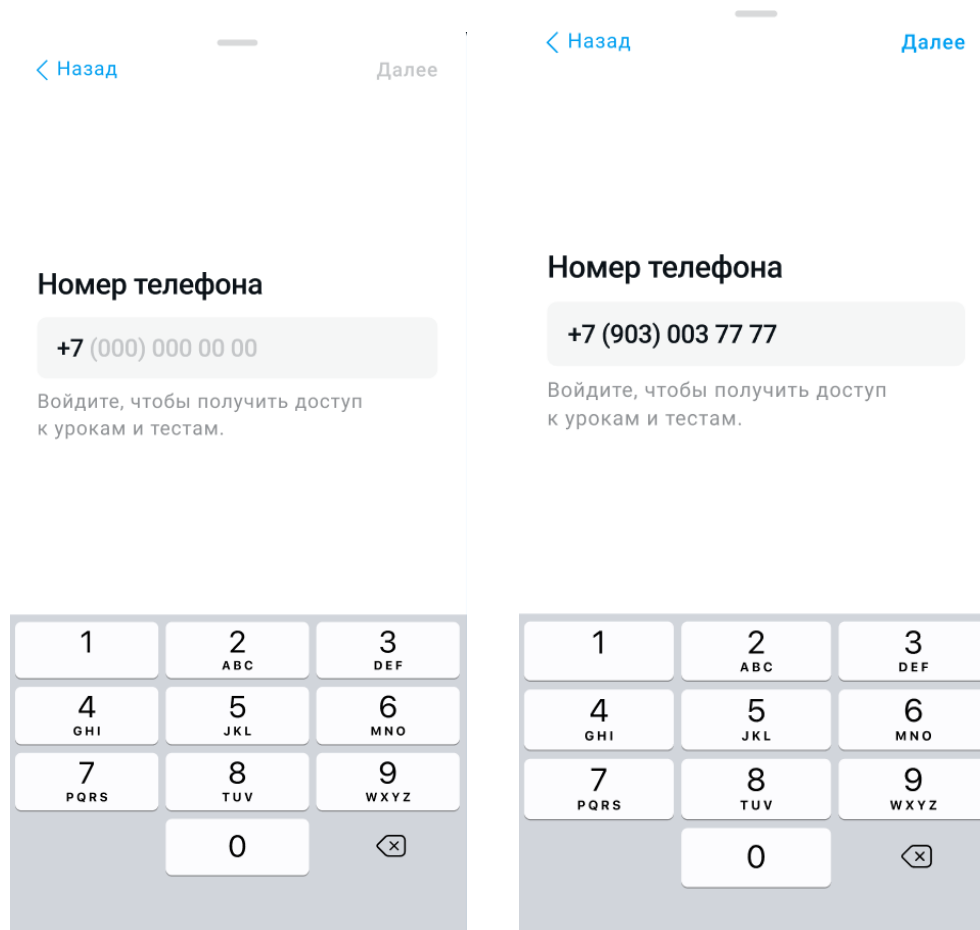 Назад
Далее
Номер телефона
+7 (000) 000 00 00
Войдите, чтобы получить доступ
к урокам и тестам.
1 2 3
ABC DEF
4 5 6
GHI JKL MNO
7 8 9
PQRS TUV WXYZ
0
Назад
Далее
Номер телефона
+7 (903) 003 77 77
Войдите, чтобы получить доступ
к урокам и тестам.
1 2 3
ABC DEF
4 5 6
GHI JKL MNO
7 8 9
PQRS TUV WXYZ
0